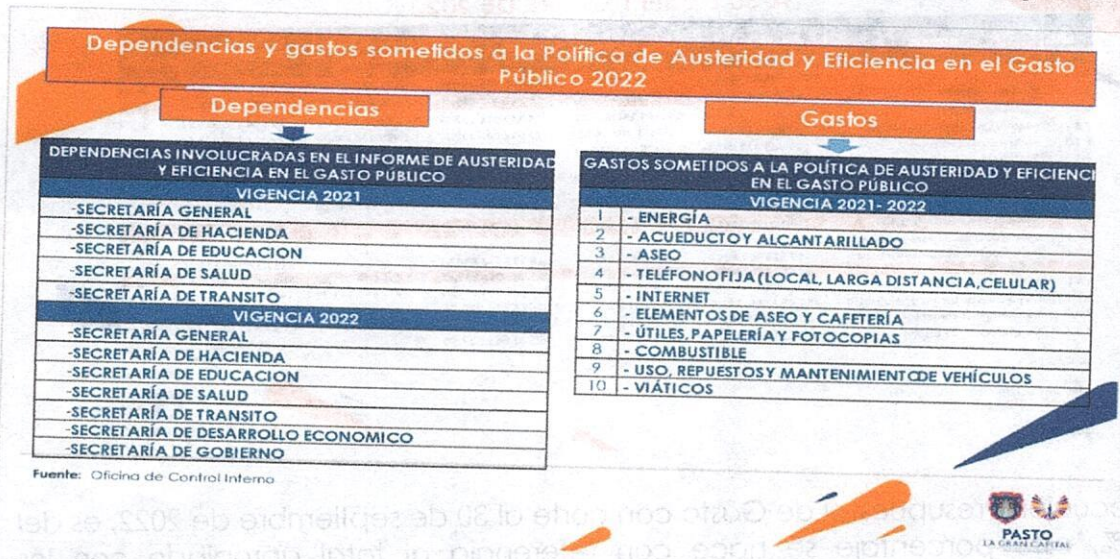 Dependencias y gastos sometidos a la Política de Austeridad y Eficiencia en el Gasto
Público 2022
Dependencias
DEPENDENCIAS INVOLUCRADAS EN EL INFORME DE AUSTERIDAD
Y EFICIENCIA EN EL GASTO PÚBLICO
VIGENCIA 2021
-SECRETARÍA GENERAL
-SECRETARÍA DE HACIENDA
-SECRETARÍA DE EDUCACION
-SECRETARÍA DE SALUD
-SECRETARÍA DE TRANSITO
VIGENCIA 2022
-SECRETARÍA GENERAL
-SECRETARÍA DE HACIENDA
-SECRETARÍA DE EDUCACION
-SECRETARÍA DE SALUD
-SECRETARÍA DE TRANSITO
-SECRETARÍA DE DESARROLLO ECONOMICO
-SECRETARÍA DE GOBIERNO
Fuente: Oficina de Control Interno
Gastos
GASTOS SOMETIDOS A LA POLÍTICA DE AUSTERIDAD Y EFICIENCI
EN EL GASTO PÚBLICO
VIGENCIA 2021- 2022
1 - ENERGÍA
2 - ACUEDUCTO Y ALCANTARILLADO
3 - ASEO
4 - TELÉFONO FIJA (LOCAL, LARGA DISTANCIA,CELULAR)
5 - INTERNET
6 - ELEMENTOS DE ASEO Y CAFETERÍA
7 - ÚTILES, PAPELERÍA Y FOTOCOPIAS
8 - COMBUSTIBLE
9 - USO, REPUESTOS Y MANTENIMIENTO DE VEHÍCULOS
10 - VIÁTICOS
PASTO
LA GRAN CAPITAL